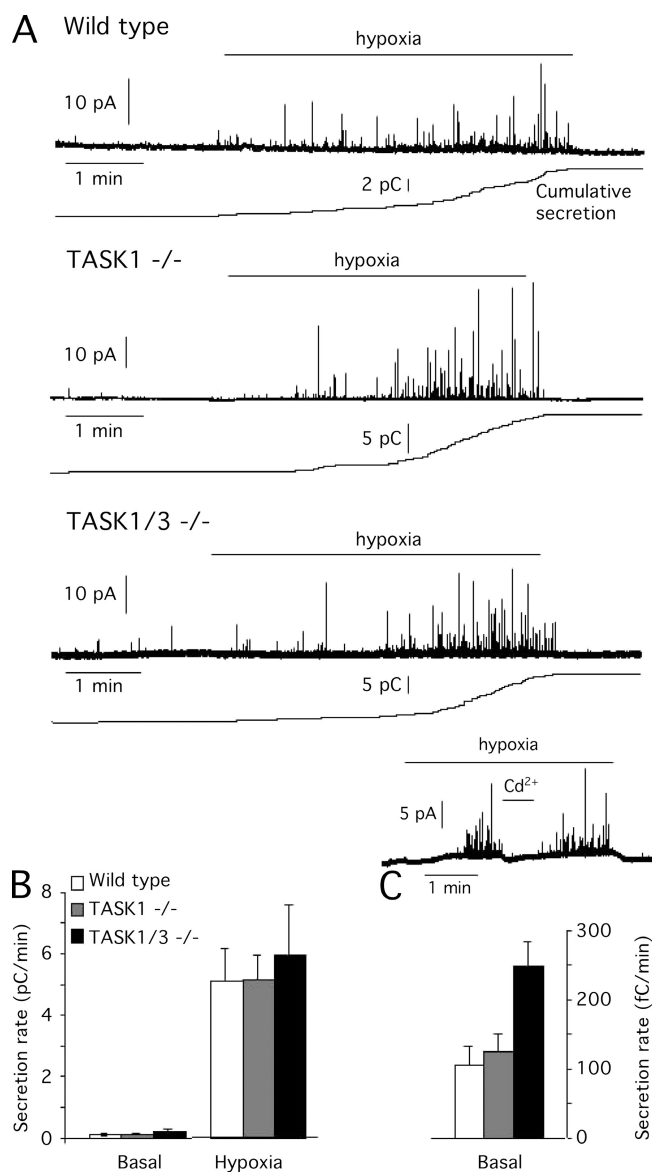 A
Wild type
hypoxia
10 pA
1 min
2 pC
Cumulative
secretion
TASK1 -/-
hypoxia
10 pA
1 min
5 pC
TASK1/3 -/-
hypoxia
10 pA
1 min
5 pC
hypoxia
Cd²⁺
5 pA
1 min
B
Wild type
TASK1 -/-
TASK1/3 -/-
Secretion rate (pC/min)
8
6
4
2
0
Basal
Hypoxia
C
300
200
100
0
Secretion rate (fC/min)
Basal